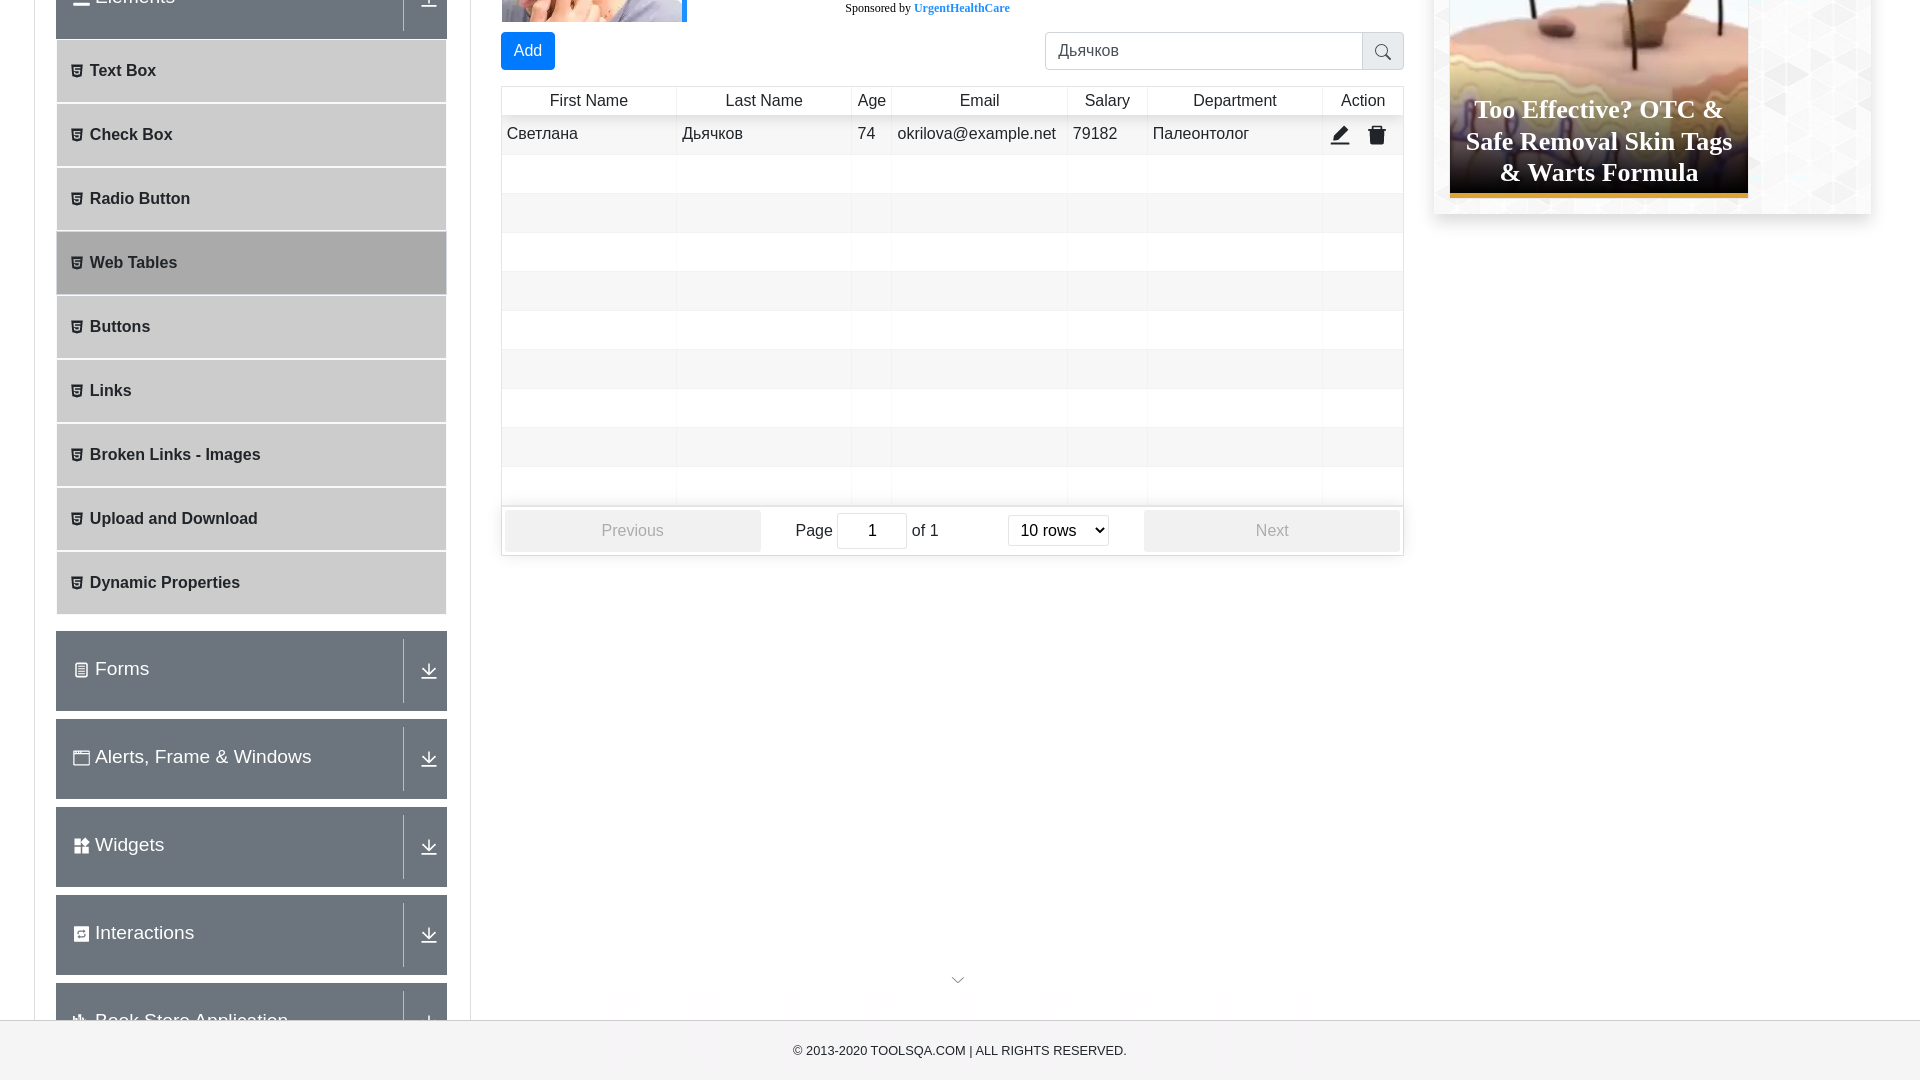 Elements
Text Box
Check Box
Radio Button
Web Tables
Buttons
Links
Broken Links - Images
Upload and Download
Dynamic Properties
Forms
Alerts, Frame & Windows
Widgets
Interactions
Book Store Application
Sponsored by UrgentHealthCare
Add
Дьячков
First Name Last Name Age Email Salary Department Action
Светлана Дьячков 74 okrilova@example.net 79182 Палеонтолог
Previous Page 1 of 1 10 rows Next
Too Effective? OTC &
Safe Removal Skin Tags
& Warts Formula
© 2013-2020 TOOLSQA.COM | ALL RIGHTS RESERVED.